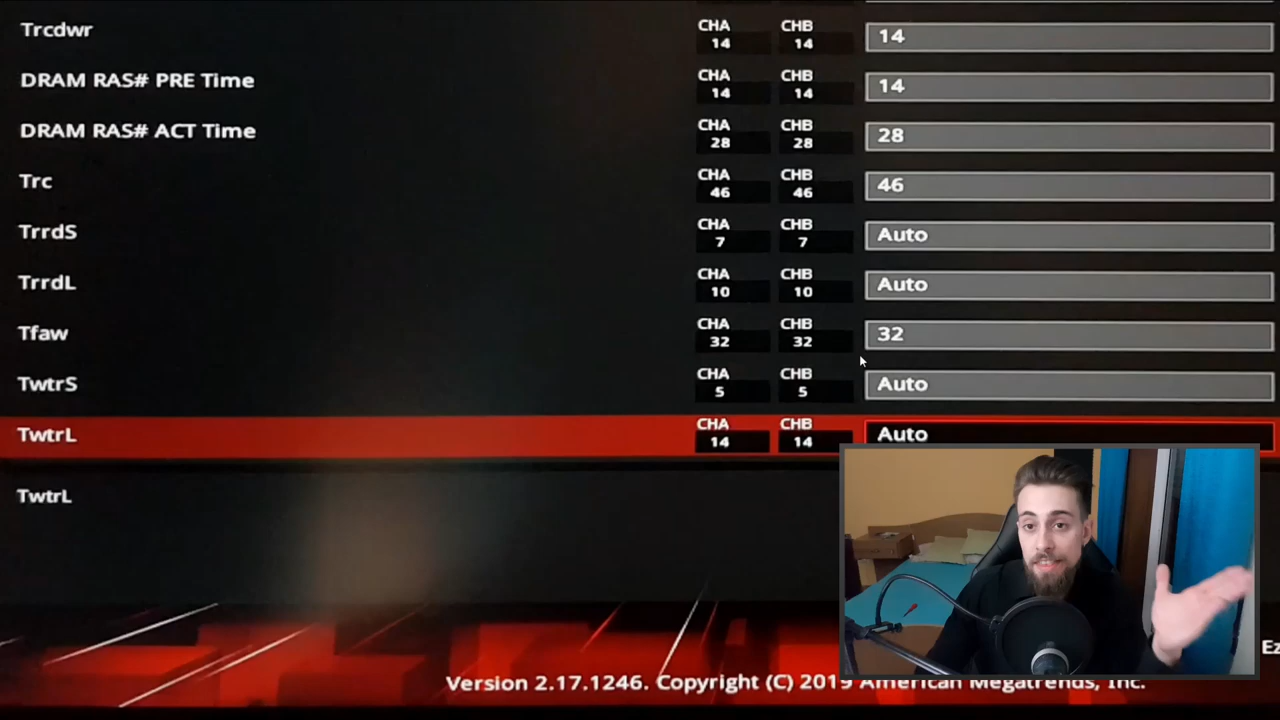 Trcdwr CHA 14 CHB 14 14
DRAM RAS# PRE Time CHA 14 CHB 14 14
DRAM RAS# ACT Time CHA 28 CHB 28 28
Trc CHA 46 CHB 46 46
TrrdS CHA 7 CHB 7 Auto
TrrdL CHA 10 CHB 10 Auto
Tfaw CHA 32 CHB 32 32
TwtrS CHA 5 CHB 5 Auto
TwtrL CHA 14 CHB 14 Auto
TwtrL
Ez
Version 2.17.1246. Copyright (C) 2019 American Megatrends, Inc.